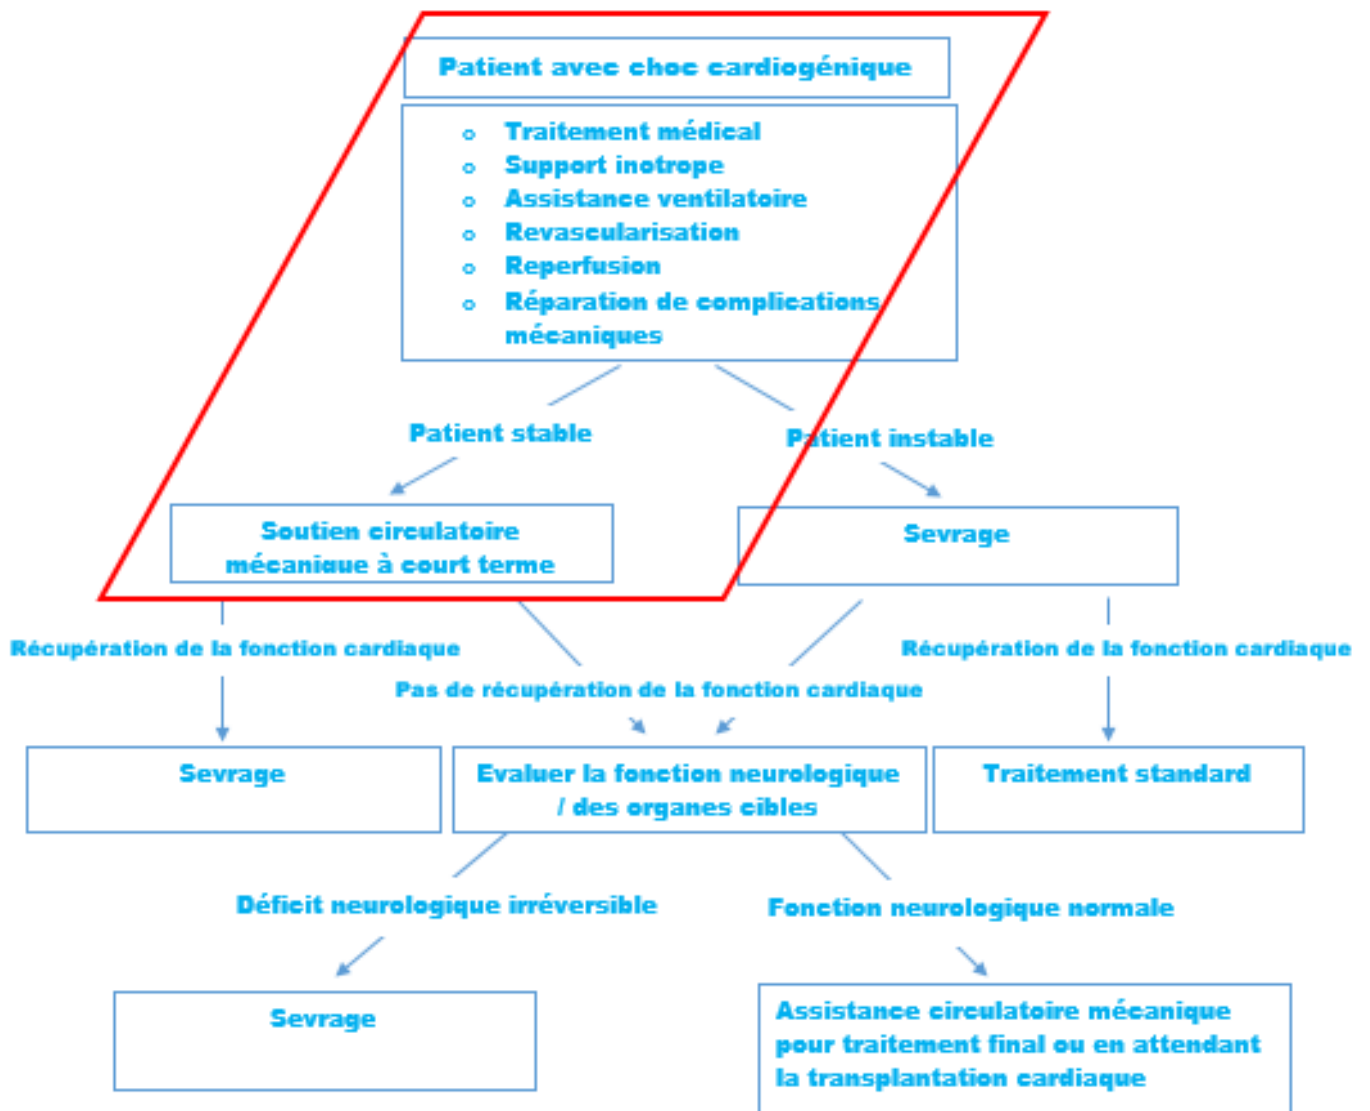 Patient avec choc cardiogénique
o Traitement médical
o Support inotrope
o Assistance ventilatoire
o Revascularisation
o Reperfusion
o Réparation de complications
mécaniques
Patient stable
Patient instable
Soutien circulatoire
mécanique à court terme
Sevrage
Récupération de la fonction cardiaque
Récupération de la fonction cardiaque
Pas de récupération de la fonction cardiaque
Sevrage
Evaluer la fonction neurologique
/ des organes cibles
Traitement standard
Déficit neurologique irréversible
Fonction neurologique normale
Sevrage
Assistance circulatoire mécanique
pour traitement final ou en attendant
la transplantation cardiaque